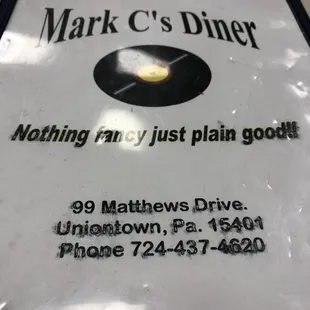 Mark C's Diner
Nothing fancy just plain good!!
99 Matthews Drive.
Uniontown, Pa. 15401
Phone 724-437-4620